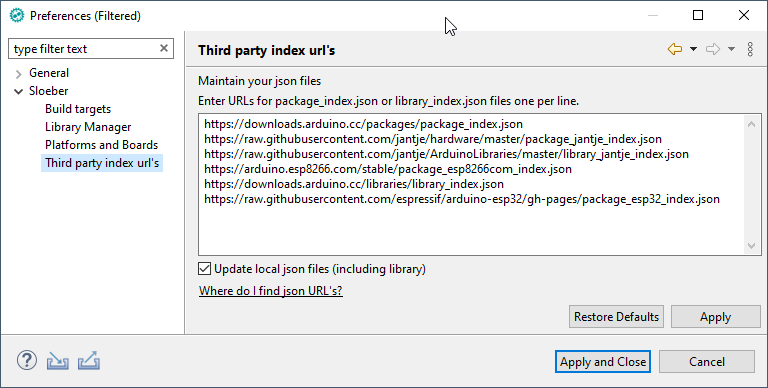 Preferences (Filtered)
type filter text
General
Sloeber
Build targets
Library Manager
Platforms and Boards
Third party index url's
Third party index url's
Maintain your json files
Enter URLs for package_index.json or library_index.json files one per line.
https://downloads.arduino.cc/packages/package_index.json
https://raw.githubusercontent.com/jantje/hardware/master/package_jantje_index.json
https://raw.githubusercontent.com/jantje/ArduinoLibraries/master/library_jantje_index.json
https://arduino.esp8266.com/stable/package_esp8266com_index.json
https://downloads.arduino.cc/libraries/library_index.json
https://raw.githubusercontent.com/espressif/arduino-esp32/gh-pages/package_esp32_index.json
Update local json files (including library)
Where do I find json URL's?
Restore Defaults
Apply
Apply and Close
Cancel